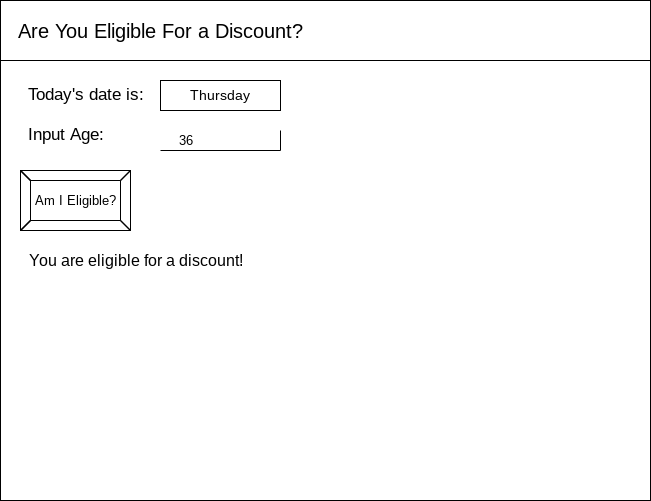 Are You Eligible For a Discount?
Today's date is: Thursday
Input Age: 36
Am I Eligible?
You are eligible for a discount!